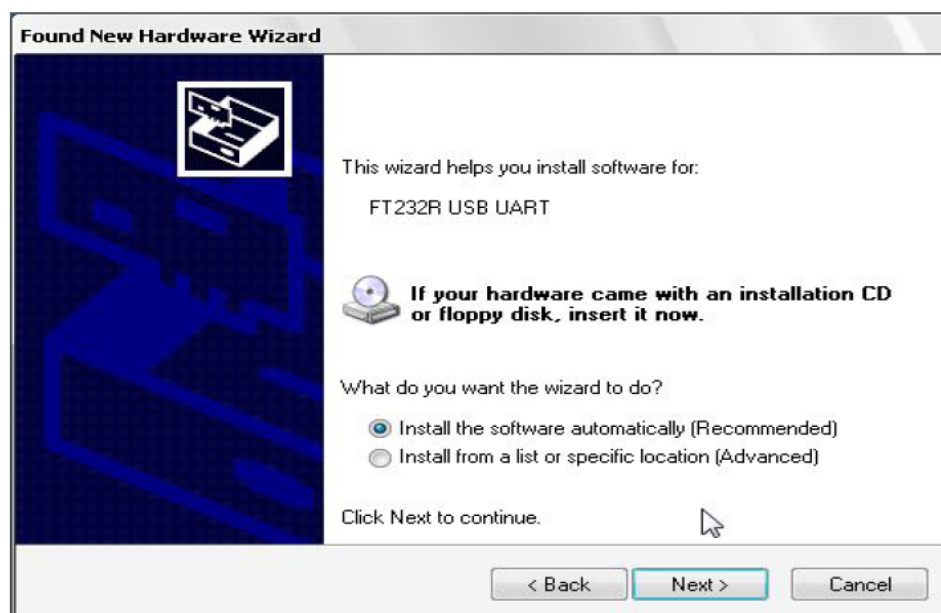 Found New Hardware Wizard
This wizard helps you install software for:
FT232R USB UART
If your hardware came with an installation CD
or floppy disk, insert it now.
What do you want the wizard to do?
Install the software automatically (Recommended)
Install from a list or specific location (Advanced)
Click Next to continue.
< Back Next > Cancel